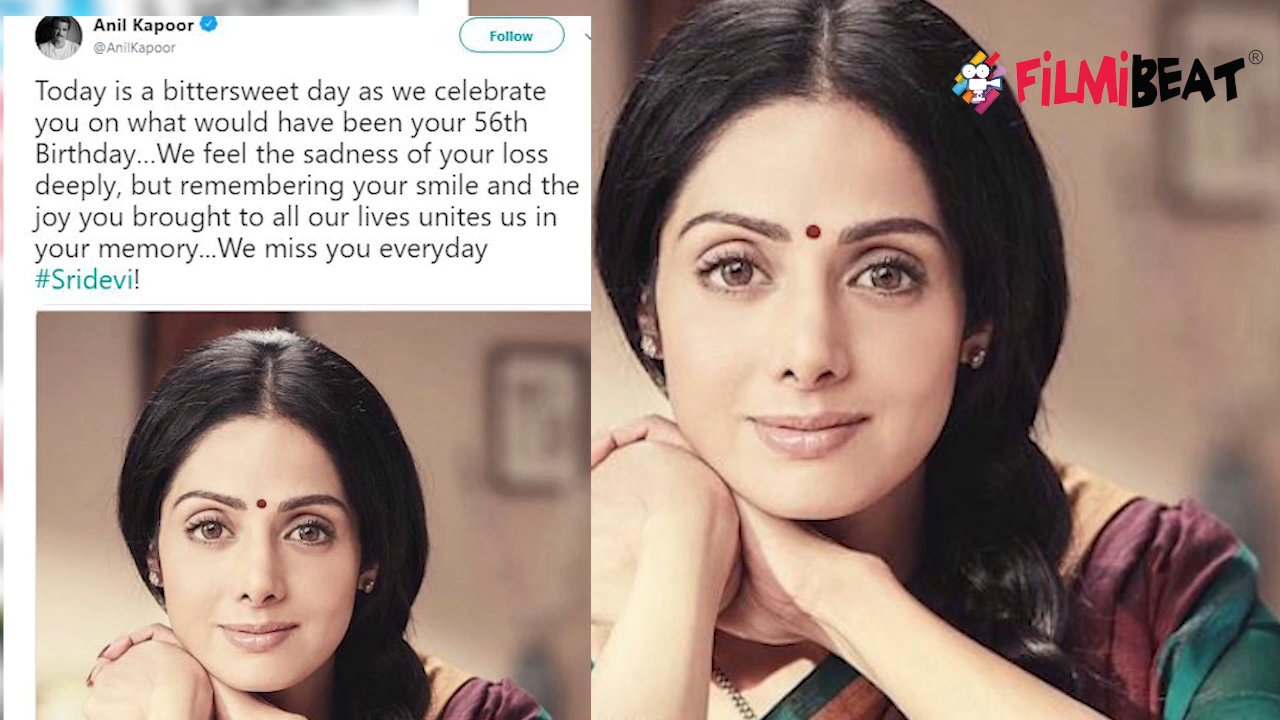 Anil Kapoor
@AnilKapoor
Follow
Today is a bittersweet day as we celebrate
you on what would have been your 56th
Birthday...We feel the sadness of your loss
deeply, but remembering your smile and the
joy you brought to all our lives unites us in
your memory...We miss you everyday
#Sridevi!
FiLMiBEAT®